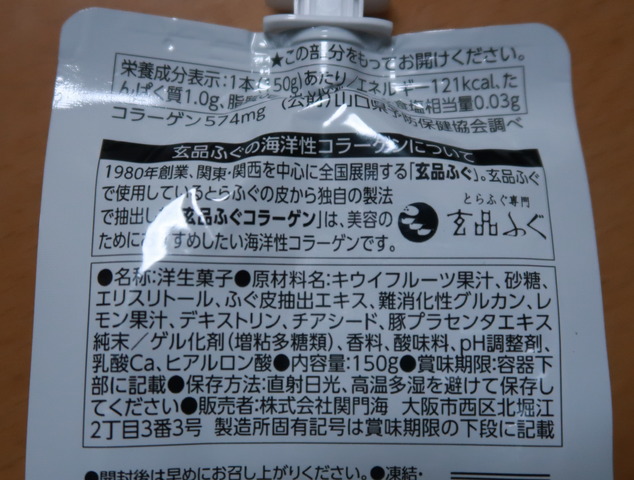 ★この部分をもってお開けください。
栄養成分表示:1本(150g)あたり/エネルギー121kcal、た
んぱく質1.0g、脂質 食塩相当量0.03g
コラーゲン574mg (公財)山口県予防保健協会調べ
玄品ふぐの海洋性コラーゲンについて
1980年創業、関東・関西を中心に全国展開する「玄品ふぐ」。玄品ふぐ
で使用しているとらふぐの皮から独自の製法
で抽出した「玄品ふぐコラーゲン」は、美容の
ためにおすすめしたい海洋性コラーゲンです。
とらふぐ専門
玄品ふぐ
●名称:洋生菓子●原材料名:キウイフルーツ果汁、砂糖、
エリスリトール、ふぐ皮抽出エキス、難消化性グルカン、レ
モン果汁、デキストリン、チアシード、豚プラセンタエキス
純末/ゲル化剤(増粘多糖類)、香料、酸味料、pH調整剤、
乳酸Ca、ヒアルロン酸●内容量:150g●賞味期限:容器下
部に記載●保存方法:直射日光、高温多湿を避けて保存し
てください●販売者:株式会社関門海 大阪市西区北堀江
2丁目3番3号 製造所固有記号は賞味期限の下段に記載
●開封後は早めにお召し上がりください。●凍結・